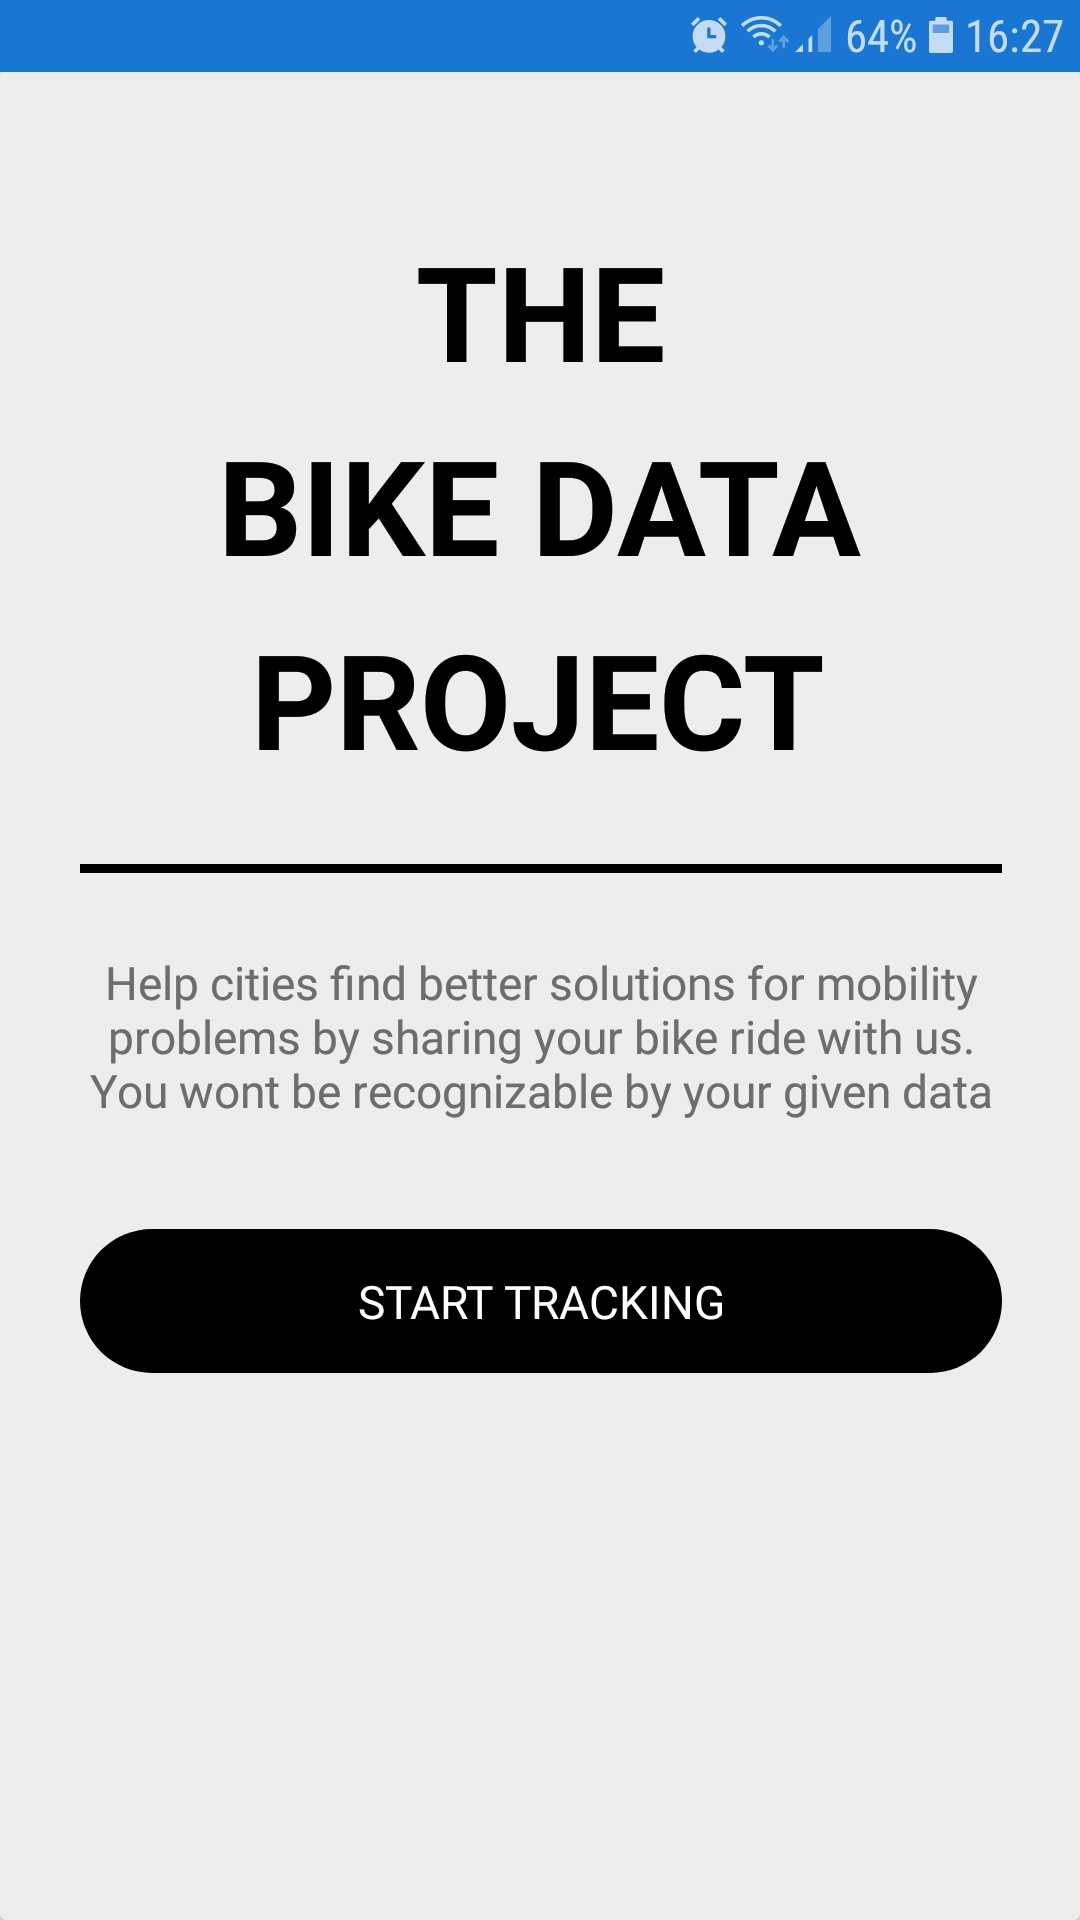 64% 16:27
THE
BIKE DATA
PROJECT
Help cities find better solutions for mobility
problems by sharing your bike ride with us.
You wont be recognizable by your given data
START TRACKING